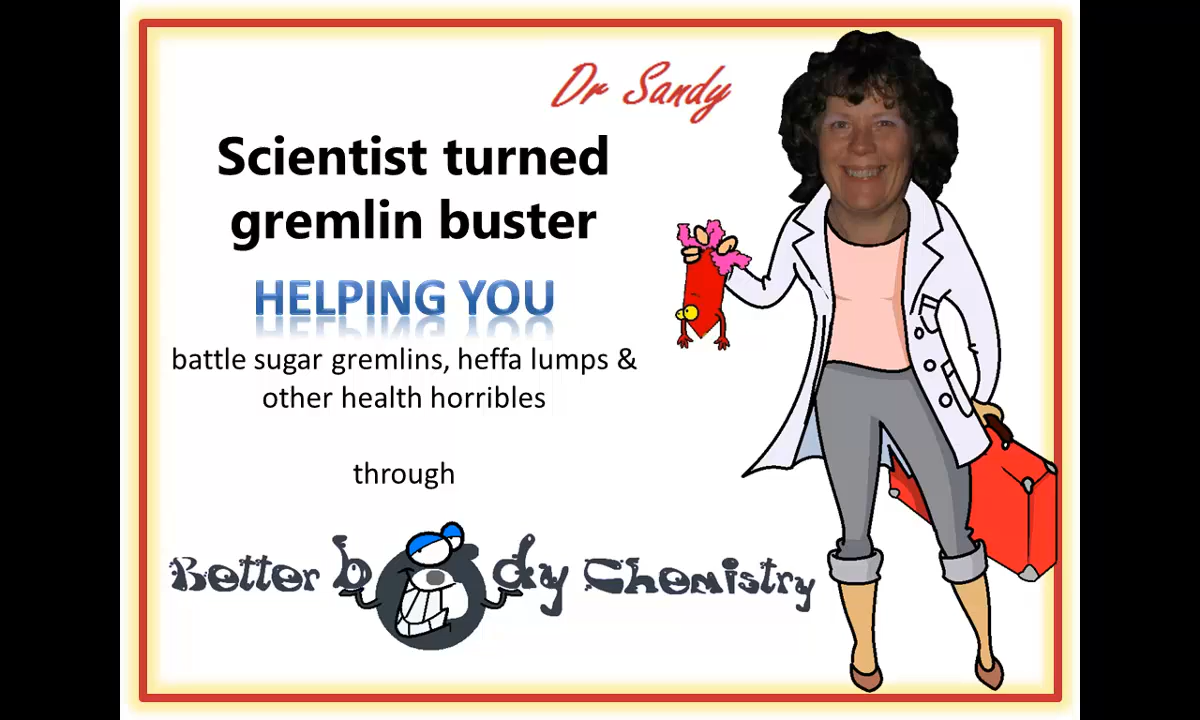 Dr Sandy
Scientist turned
gremlin buster
HELPING YOU
battle sugar gremlins, heffa lumps &
other health horribles
through
Better body Chemistry